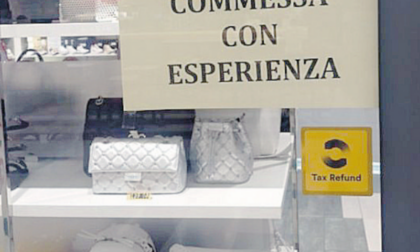 COMMESSA
CON
ESPERIENZA
Tax Refund